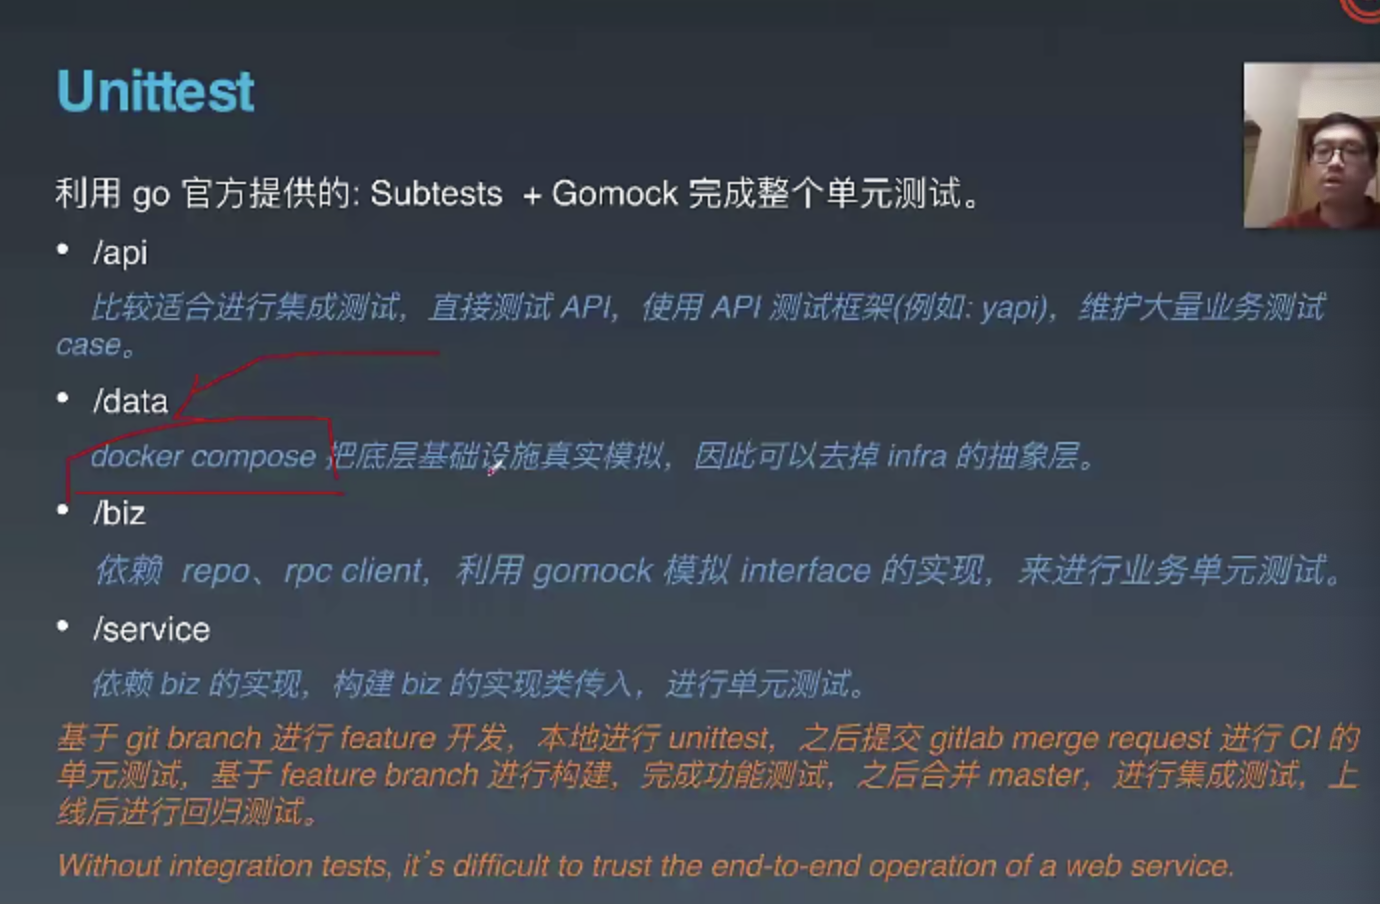 Unittest
利用 go 官方提供的: Subtests + Gomock 完成整个单元测试。
• /api
比较适合进行集成测试，直接测试 API，使用 API 测试框架(例如: yapi)，维护大量业务测试
case。
• /data
docker compose 把底层基础设施真实模拟，因此可以去掉 infra 的抽象层。
• /biz
依赖 repo、rpc client，利用 gomock 模拟 interface 的实现，来进行业务单元测试。
• /service
依赖 biz 的实现，构建 biz 的实现类传入，进行单元测试。
基于 git branch 进行 feature 开发，本地进行 unittest，之后提交 gitlab merge request 进行 CI 的
单元测试，基于 feature branch 进行构建，完成功能测试，之后合并 master，进行集成测试，上
线后进行回归测试。
Without integration tests, it's difficult to trust the end-to-end operation of a web service.